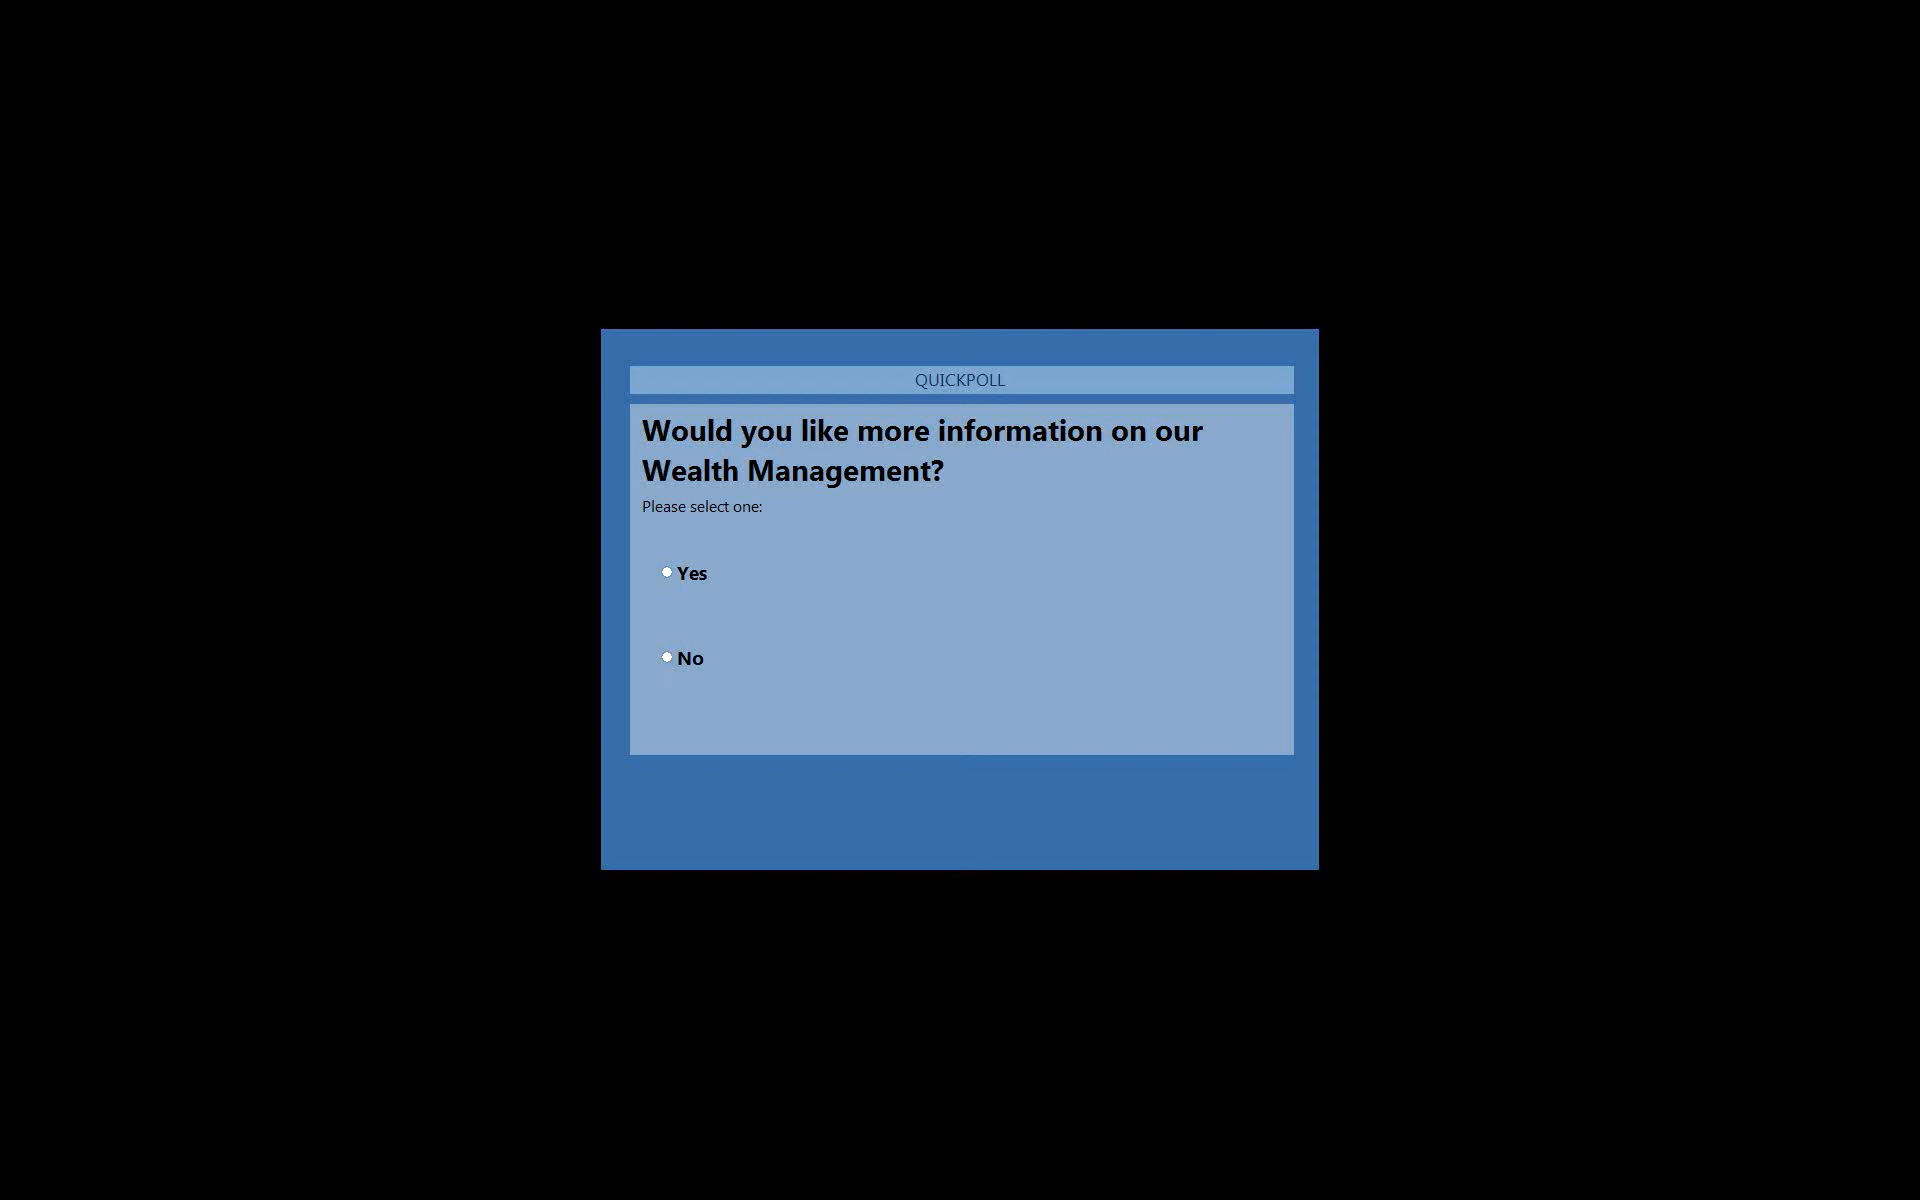 QUICKPOLL
Would you like more information on our
Wealth Management?
Please select one:
Yes
No